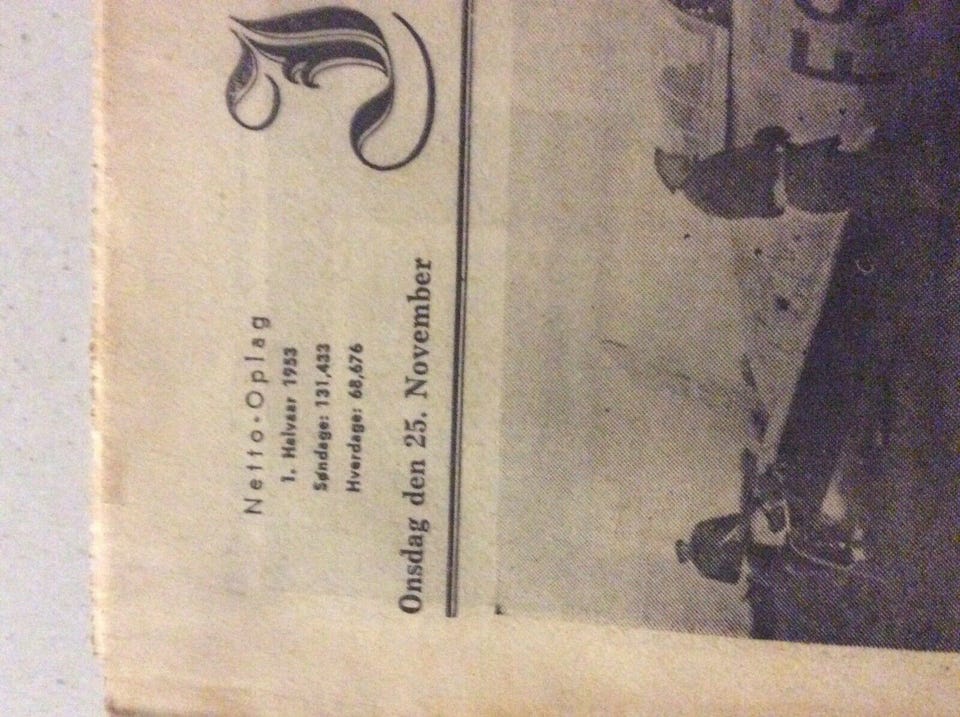 Netto-Oplag
1. Halvaar 1953
Søndage: 131,433
Hverdage: 68,676
Onsdag den 25. November
J